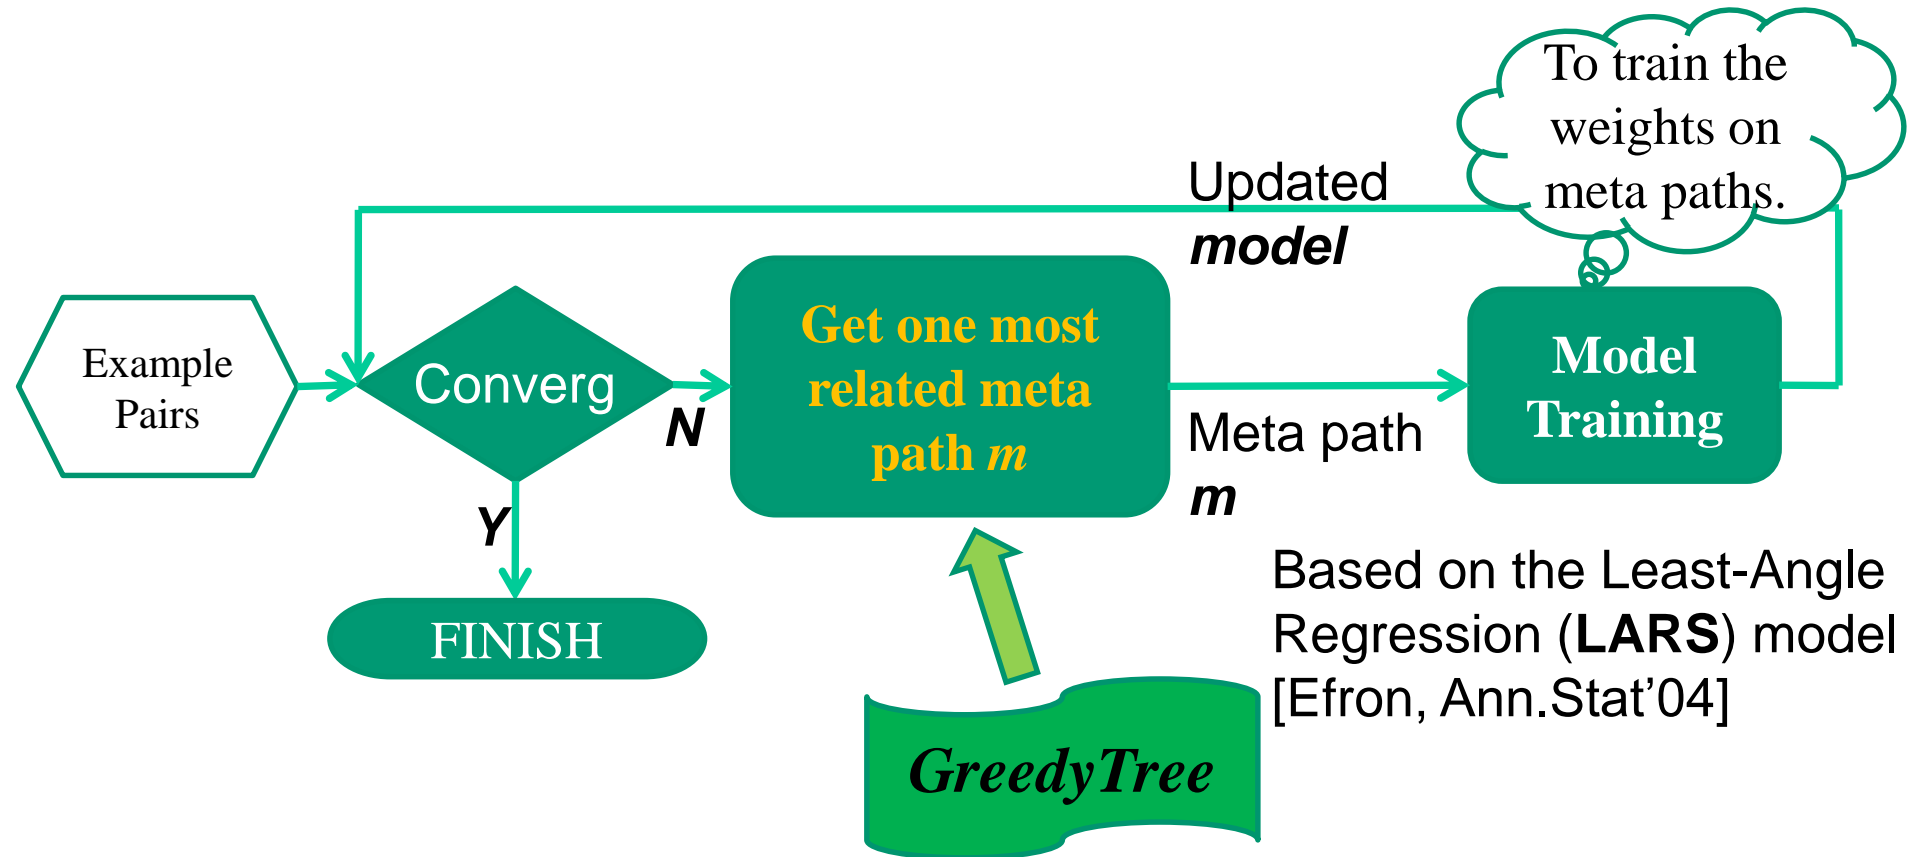 To train the
weights on
meta paths.
Updated
model
Example
Pairs
Converg
N
Y
Get one most
related meta
path m
Meta path
m
Model
Training
FINISH
Based on the Least-Angle
Regression (LARS) model
[Efron, Ann.Stat’04]
GreedyTree